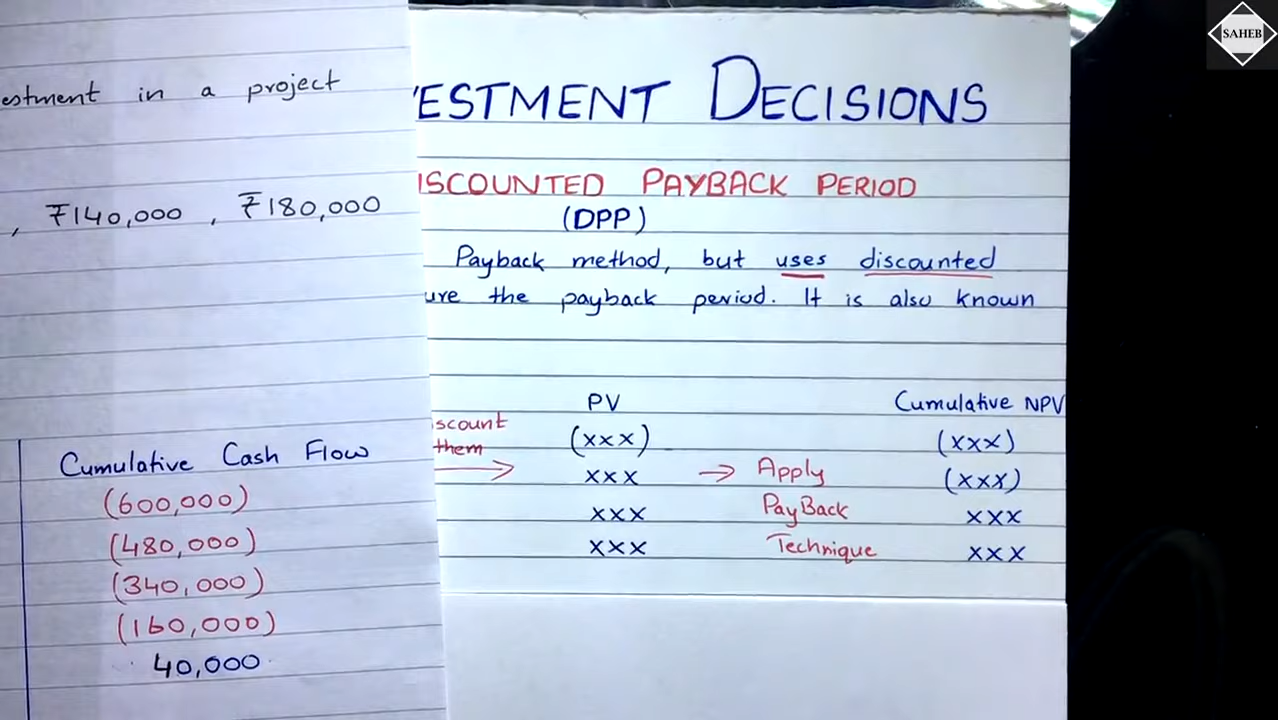 SAHEB
estment in a project
, ₹140,000 , ₹180,000
Cumulative Cash Flow
(600,000)
(480,000)
(340,000)
(160,000)
40,000
VESTMENT DECISIONS
ISCOUNTED PAYBACK PERIOD
(DPP)
Payback method, but uses discounted
ure the payback period. It is also known
PV Cumulative NPV
scount (xxx) (xxx)
them xxx → Apply (xxx)
→ xxx PayBack xxx
xxx Technique xxx